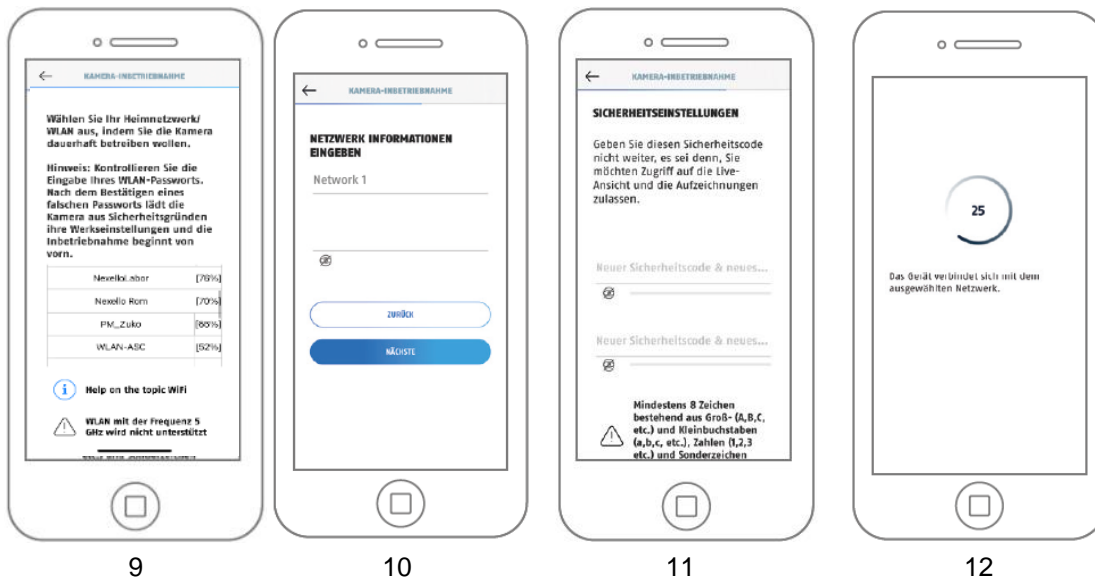 KAMERA-INBETRIEBNAHME
Wählen Sie Ihr Heimnetzwerk/
WLAN aus, indem Sie die Kamera
dauerhaft betreiben wollen.
Hinweis: Kontrollieren Sie die
Eingabe Ihres WLAN-Passworts.
Nach dem Bestätigen eines
falschen Passworts lädt die
Kamera aus Sicherheitsgründen
ihre Werkseinstellungen und die
Inbetriebnahme beginnt von
vorn.
NexelloLabor [76%]
Nexello Rom [70%]
PM_Zuko [66%]
WLAN-ASC [52%]
Help on the topic WiFi
WLAN mit der Frequenz 5
GHz wird nicht unterstützt
9
KAMERA-INBETRIEBNAHME
NETZWERK INFORMATIONEN
EINGEBEN
Network 1
ZURÜCK
NÄCHSTE
10
KAMERA-INBETRIEBNAHME
SICHERHEITSEINSTELLUNGEN
Geben Sie diesen Sicherheitscode
nicht weiter, es sei denn, Sie
möchten Zugriff auf die Live-
Ansicht und die Aufzeichnungen
zulassen.
Neuer Sicherheitscode & neues...
Neuer Sicherheitscode & neues...
Mindestens 8 Zeichen
bestehend aus Groß- (A,B,C,
etc.) und Kleinbuchstaben
(a,b,c, etc.), Zahlen (1,2,3
etc.) und Sonderzeichen
11
25
Das Gerät verbindet sich mit dem
ausgewählten Netzwerk.
12